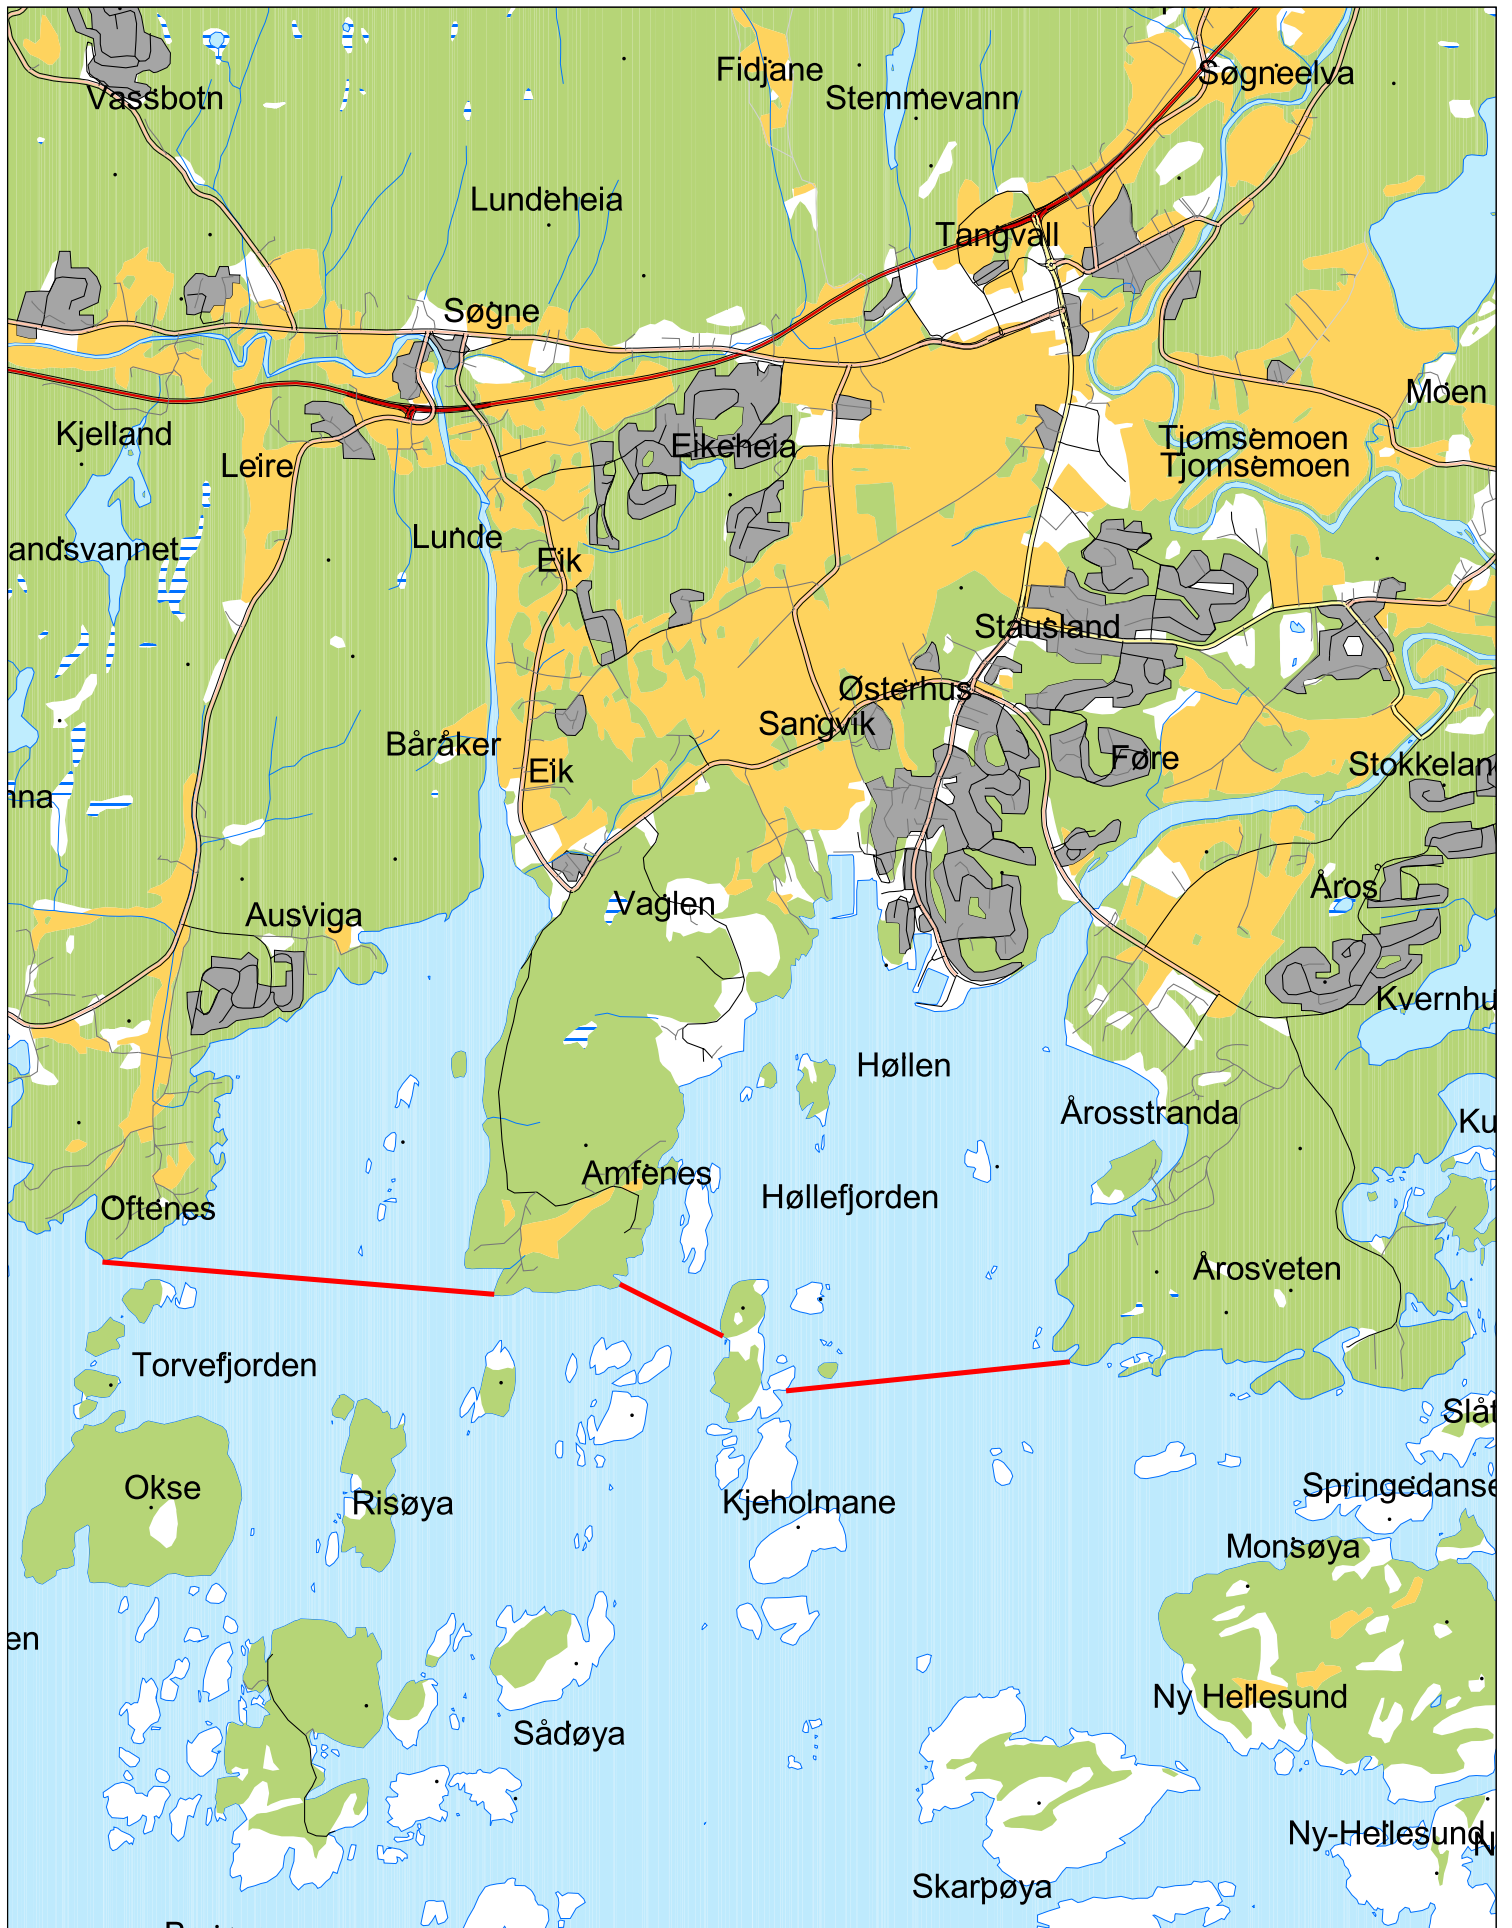 Fidjane
Søgneelva
Vassbotn
Stemmevann
Lundeheia
Tangvall
Søgne
Moen
Kjelland
Tjomsemoen
Eikeheia
Leire
Tjomsemoen
Lunde
andsvannet
Eik
Stausland
Østerhus
Sangvik
Båråker
Føre
Stokkelan
Eik
nna
Åros
Vaglen
Ausviga
Kvernhu
Høllen
Årosstranda
Ku
Amfenes
Høllefjorden
Oftenes
Årosveten
Torvefjorden
Slåt
Springedanse
Okse
Risøya
Kjeholmane
Monsøya
en
Ny Hellesund
Sådøya
Ny-Hellesund
N
Skarpøya